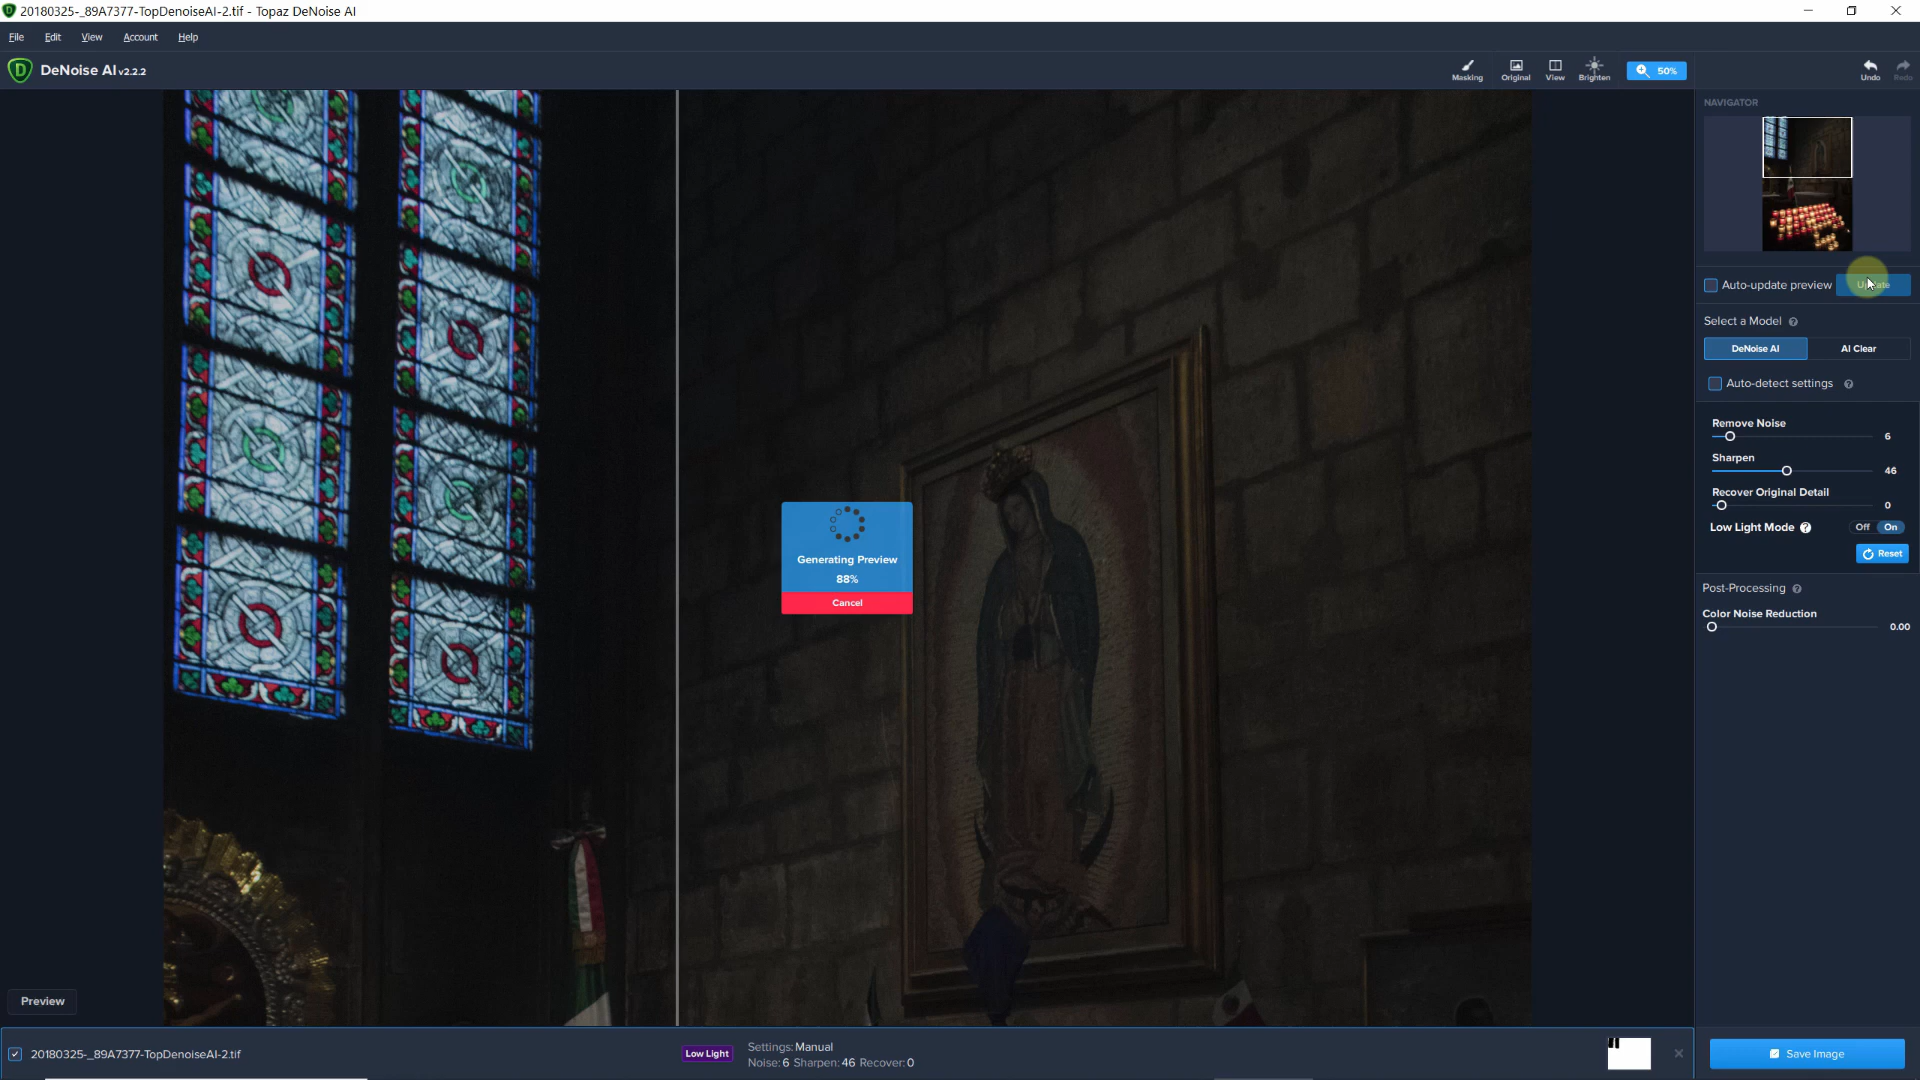 20180325-_89A7377-TopDenoiseAI-2.tif - Topaz DeNoise AI
File Edit View Account Help
DeNoise AI v2.2.2
Masking Original View Brighten 50% Undo Redo
NAVIGATOR
Auto-update preview Update
Select a Model
DeNoise AI AI Clear
Auto-detect settings
Remove Noise
6
Sharpen
46
Recover Original Detail
0
Low Light Mode Off On
Reset
Post-Processing
Color Noise Reduction
0.00
Generating Preview
88%
Cancel
Preview
20180325-_89A7377-TopDenoiseAI-2.tif
Low Light
Settings: Manual
Noise: 6 Sharpen: 46 Recover: 0
Save Image